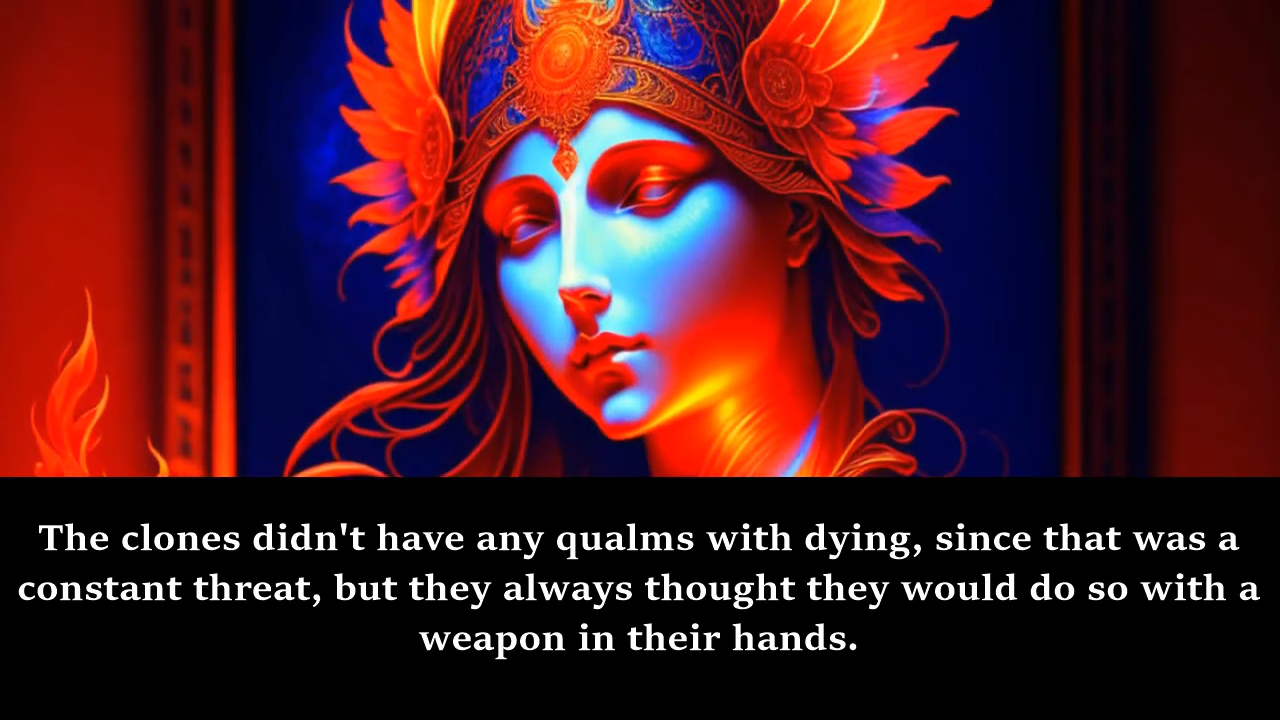 The clones didn't have any qualms with dying, since that was a
constant threat, but they always thought they would do so with a
weapon in their hands.